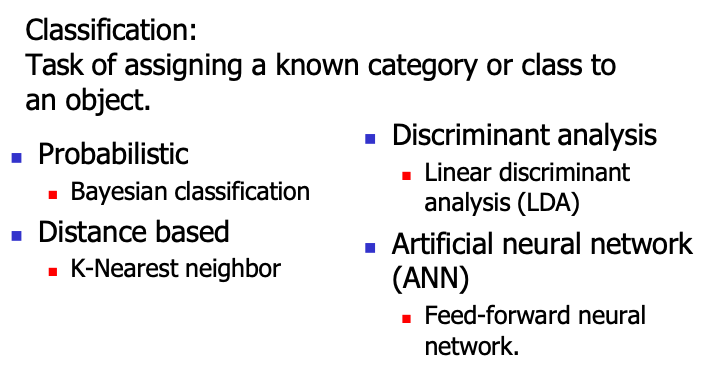 Classification:
Task of assigning a known category or class to
an object.
Probabilistic
Bayesian classification
Distance based
K-Nearest neighbor
Discriminant analysis
Linear discriminant
analysis (LDA)
Artificial neural network
(ANN)
Feed-forward neural
network.